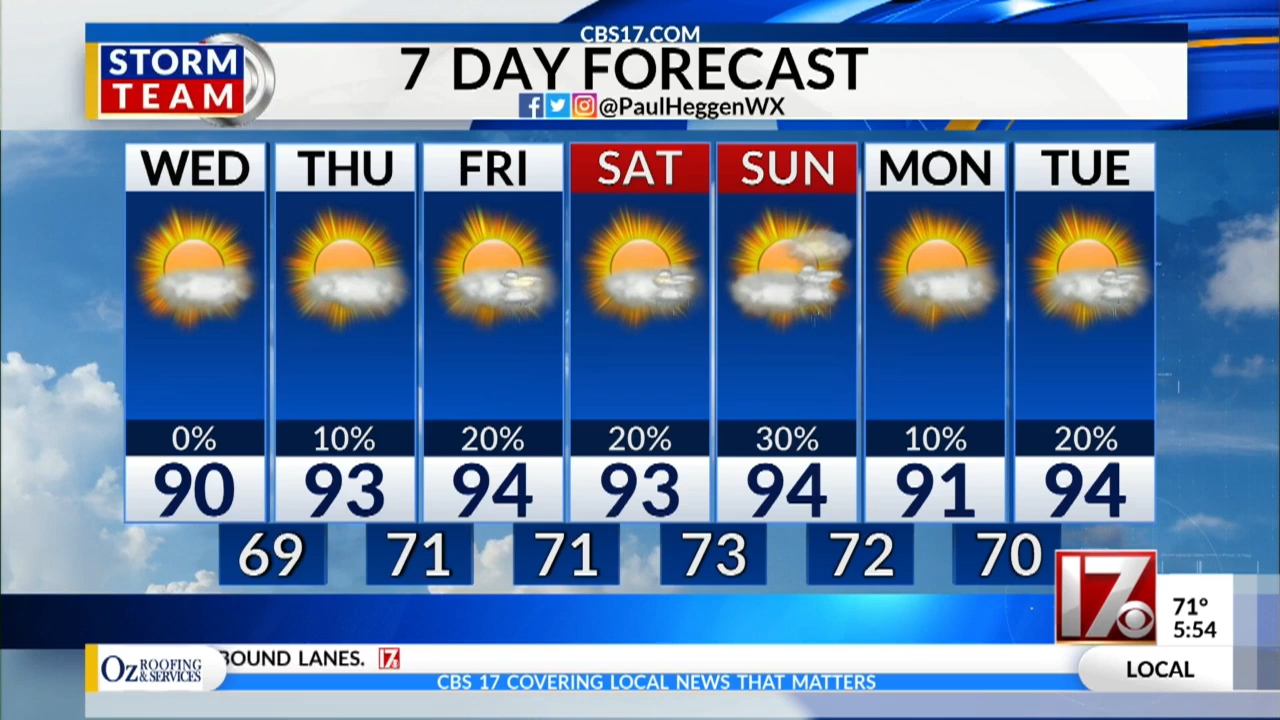 CBS17.COM
STORM
TEAM
7 DAY FORECAST
@PaulHeggenWX
WED THU FRI SAT SUN MON TUE
0% 10% 20% 20% 30% 10% 20%
90 93 94 93 94 91 94
69 71 71 73 72 70
17
71°
5:54
Oz ROOFING
& SERVICES
BOUND LANES. 17
LOCAL
CBS 17 COVERING LOCAL NEWS THAT MATTERS